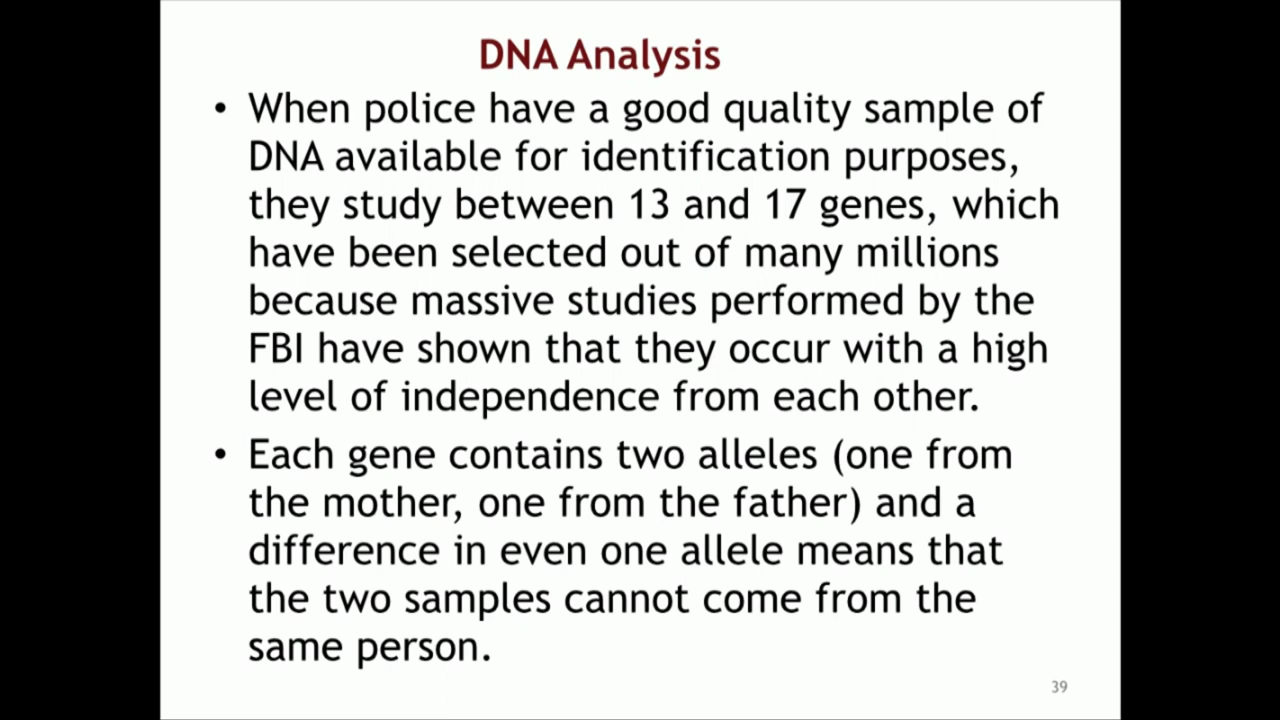 DNA Analysis
• When police have a good quality sample of
DNA available for identification purposes,
they study between 13 and 17 genes, which
have been selected out of many millions
because massive studies performed by the
FBI have shown that they occur with a high
level of independence from each other.
• Each gene contains two alleles (one from
the mother, one from the father) and a
difference in even one allele means that
the two samples cannot come from the
same person.
39